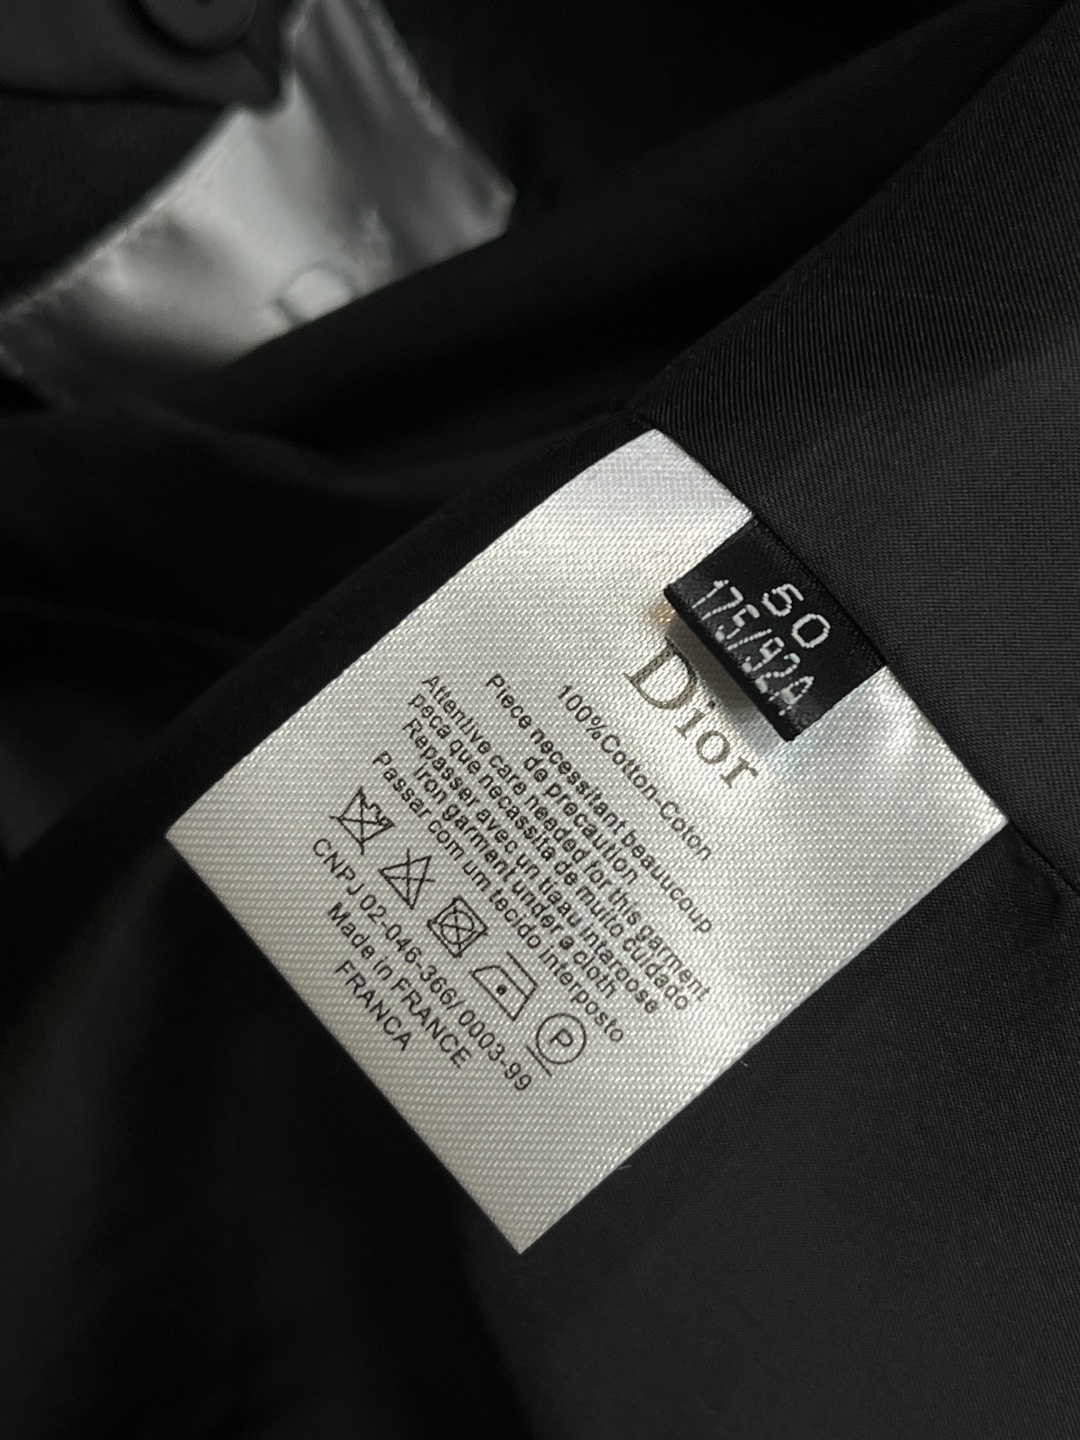 50
175/92A
Dior
100%Cotton-Coton
Piece necessitant beauucoup
de precaution
Attentive care needed for this garment
peca que necassita de muito cuidado
Repasser avec un tiaau intarqose
Iron garment under a cloth
Passar com um tecido interposto
P
CNPJ 02-046-366/0003-99
Made in FRANCE
FRANCA